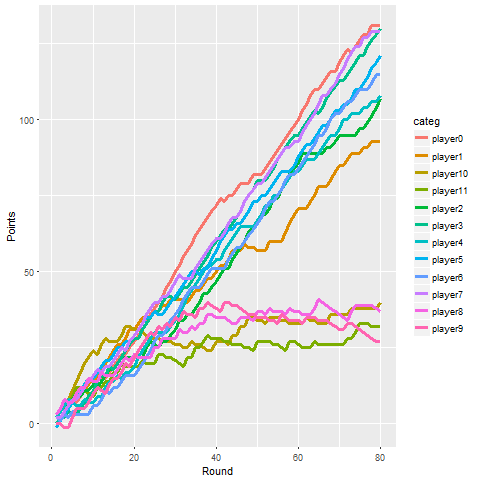 Points
100
50
0
0
20
40
60
80
Round
categ
player0
player1
player10
player11
player2
player3
player4
player5
player6
player7
player8
player9